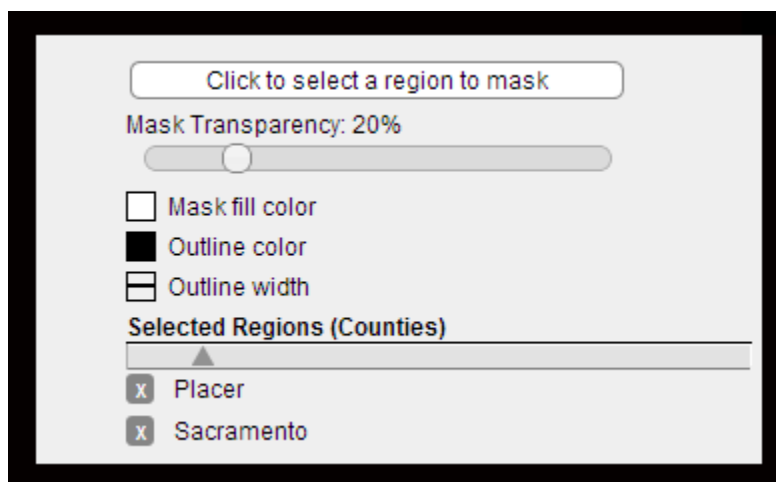 Click to select a region to mask
Mask Transparency: 20%
Mask fill color
Outline color
Outline width
Selected Regions (Counties)
x Placer
x Sacramento